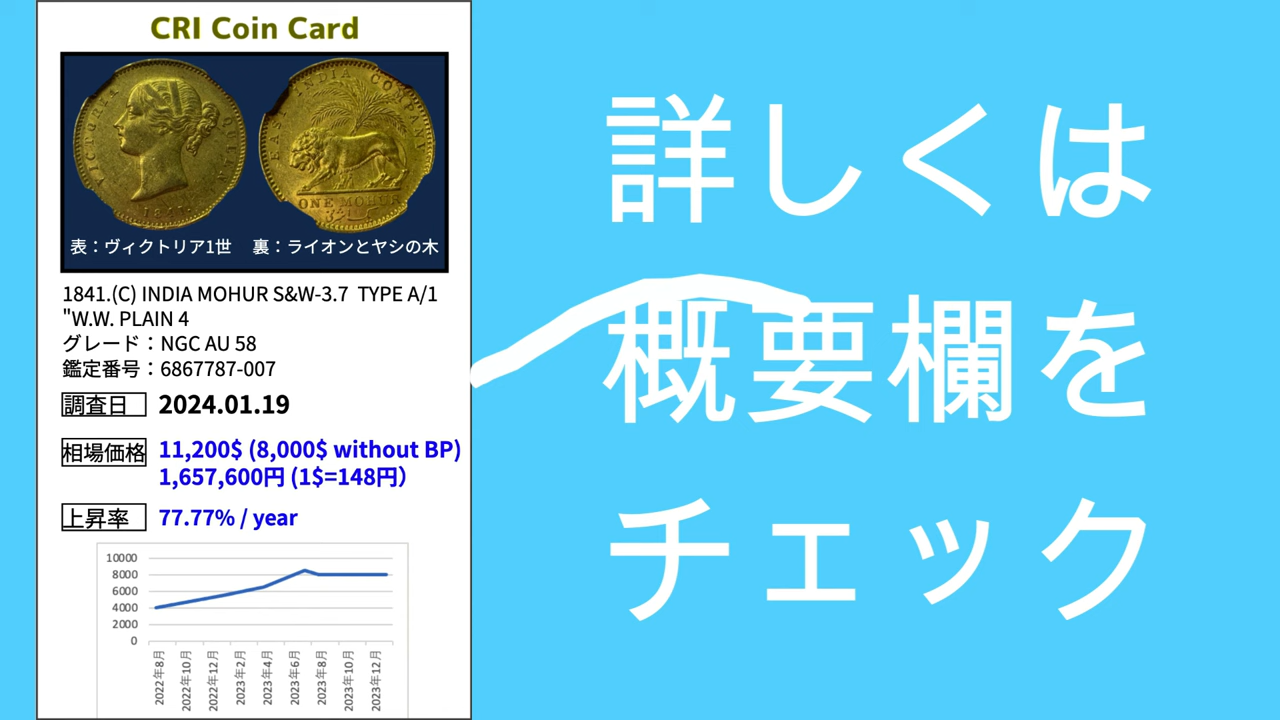 CRI Coin Card
VICTORIA QUEEN
1841.
EAST INDIA COMPANY
ONE MOHUR
表：ヴィクトリア1世 裏：ライオンとヤシの木
1841.(C) INDIA MOHUR S&W-3.7 TYPE A/1
"W.W. PLAIN 4
グレード：NGC AU 58
鑑定番号：6867787-007
調査日 2024.01.19
相場価格 11,200$ (8,000$ without BP)
1,657,600円 (1$=148円）
上昇率 77.77% / year
10000
8000
6000
4000
2000
0
2022年8月
2022年10月
2022年12月
2023年2月
2023年4月
2023年6月
2023年8月
2023年10月
2023年12月
詳しくは
概要欄を
チェック